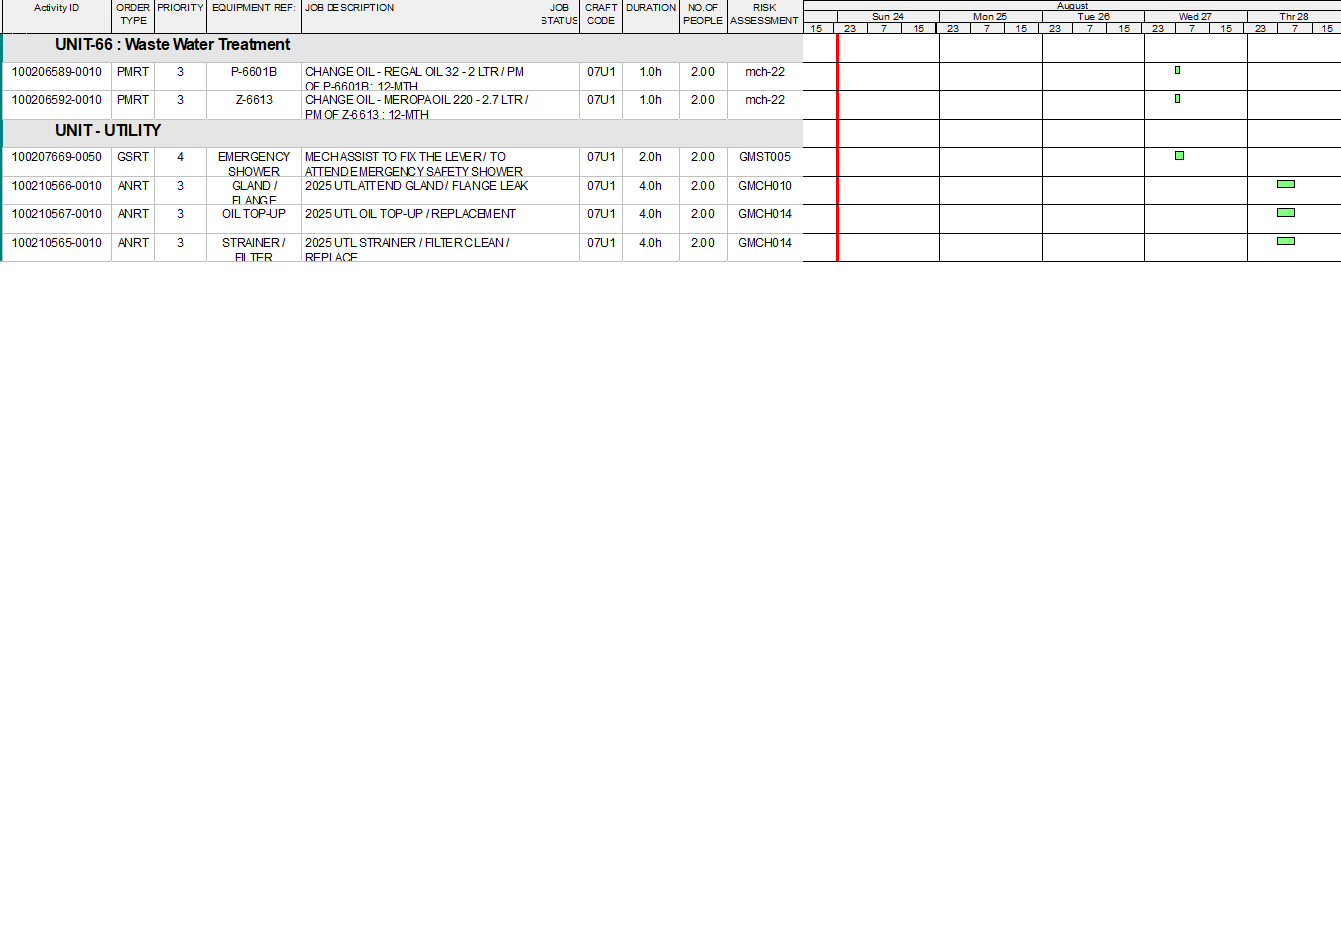 August
Activity ID ORDER TYPE PRIORITY EQUIPMENT REF: JOB DESCRIPTION JOB STATUS CRAFT CODE DURATION NO.OF PEOPLE RISK ASSESSMENT
Sun 24 Mon 25 Tue 26 Wed 27 Thr 28
15 23 7 15 23 7 15 23 7 15 23 7 15 23 7 15
UNIT-66 : Waste Water Treatment
100206589-0010 PMRT 3 P-6601B CHANGE OIL - REGAL OIL 32 - 2 LTR / PM 07U1 1.0h 2.00 mch-22
OF P-6601B : 12-MTH
100206592-0010 PMRT 3 Z-6613 CHANGE OIL - MEROPA OIL 220 - 2.7 LTR / 07U1 1.0h 2.00 mch-22
PM OF Z-6613 : 12-MTH
UNIT - UTILITY
100207669-0050 GSRT 4 EMERGENCY MECH ASSIST TO FIX THE LEVER / TO 07U1 2.0h 2.00 GMST005
SHOWER ATTEND EMERGENCY SAFETY SHOWER
100210566-0010 ANRT 3 GLAND / 2025 UTL ATTEND GLAND / FLANGE LEAK 07U1 4.0h 2.00 GMCH010
FLANGE
100210567-0010 ANRT 3 OIL TOP-UP 2025 UTL OIL TOP-UP / REPLACEMENT 07U1 4.0h 2.00 GMCH014
100210565-0010 ANRT 3 STRAINER / 2025 UTL STRAINER / FILTER CLEAN / 07U1 4.0h 2.00 GMCH014
FILTER REPLACE